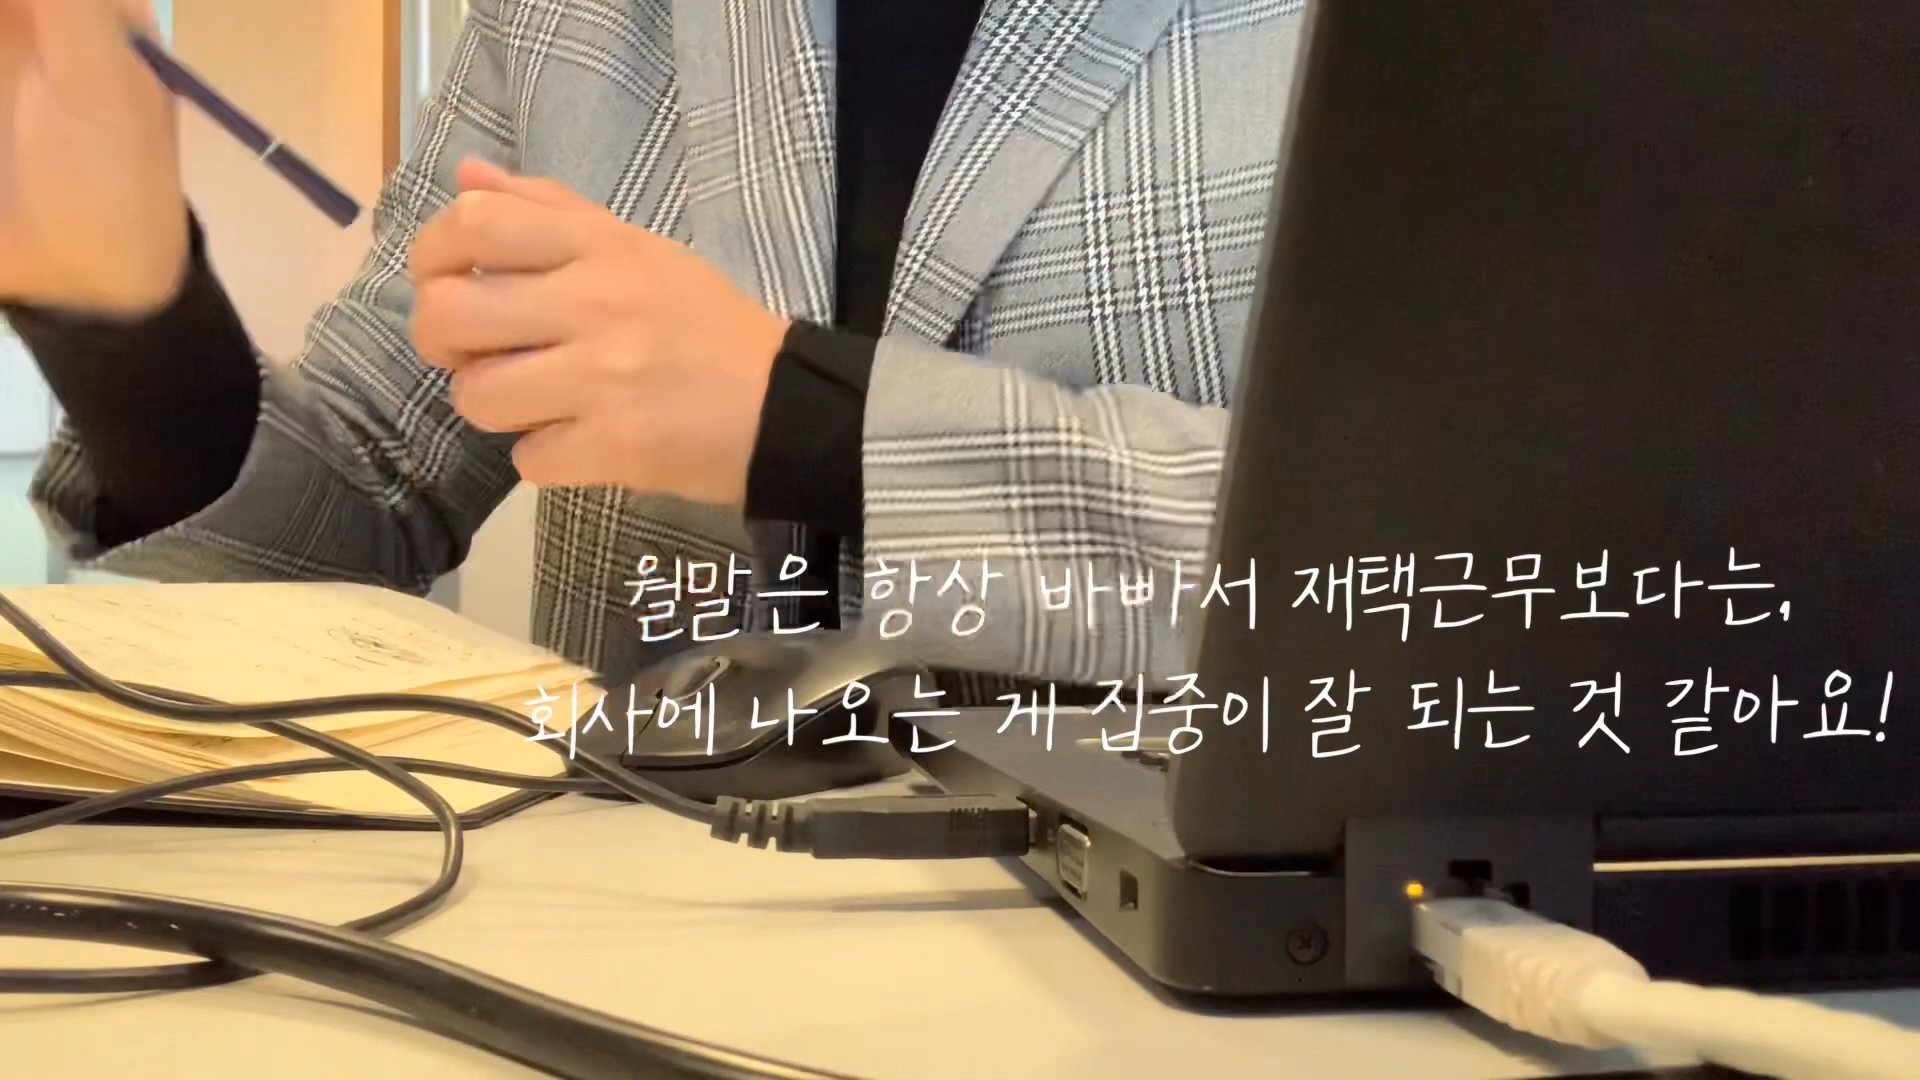 월말은 항상 바빠서 재택근무보다는,
회사에 나오는 게 집중이 잘 되는 것 같아요!